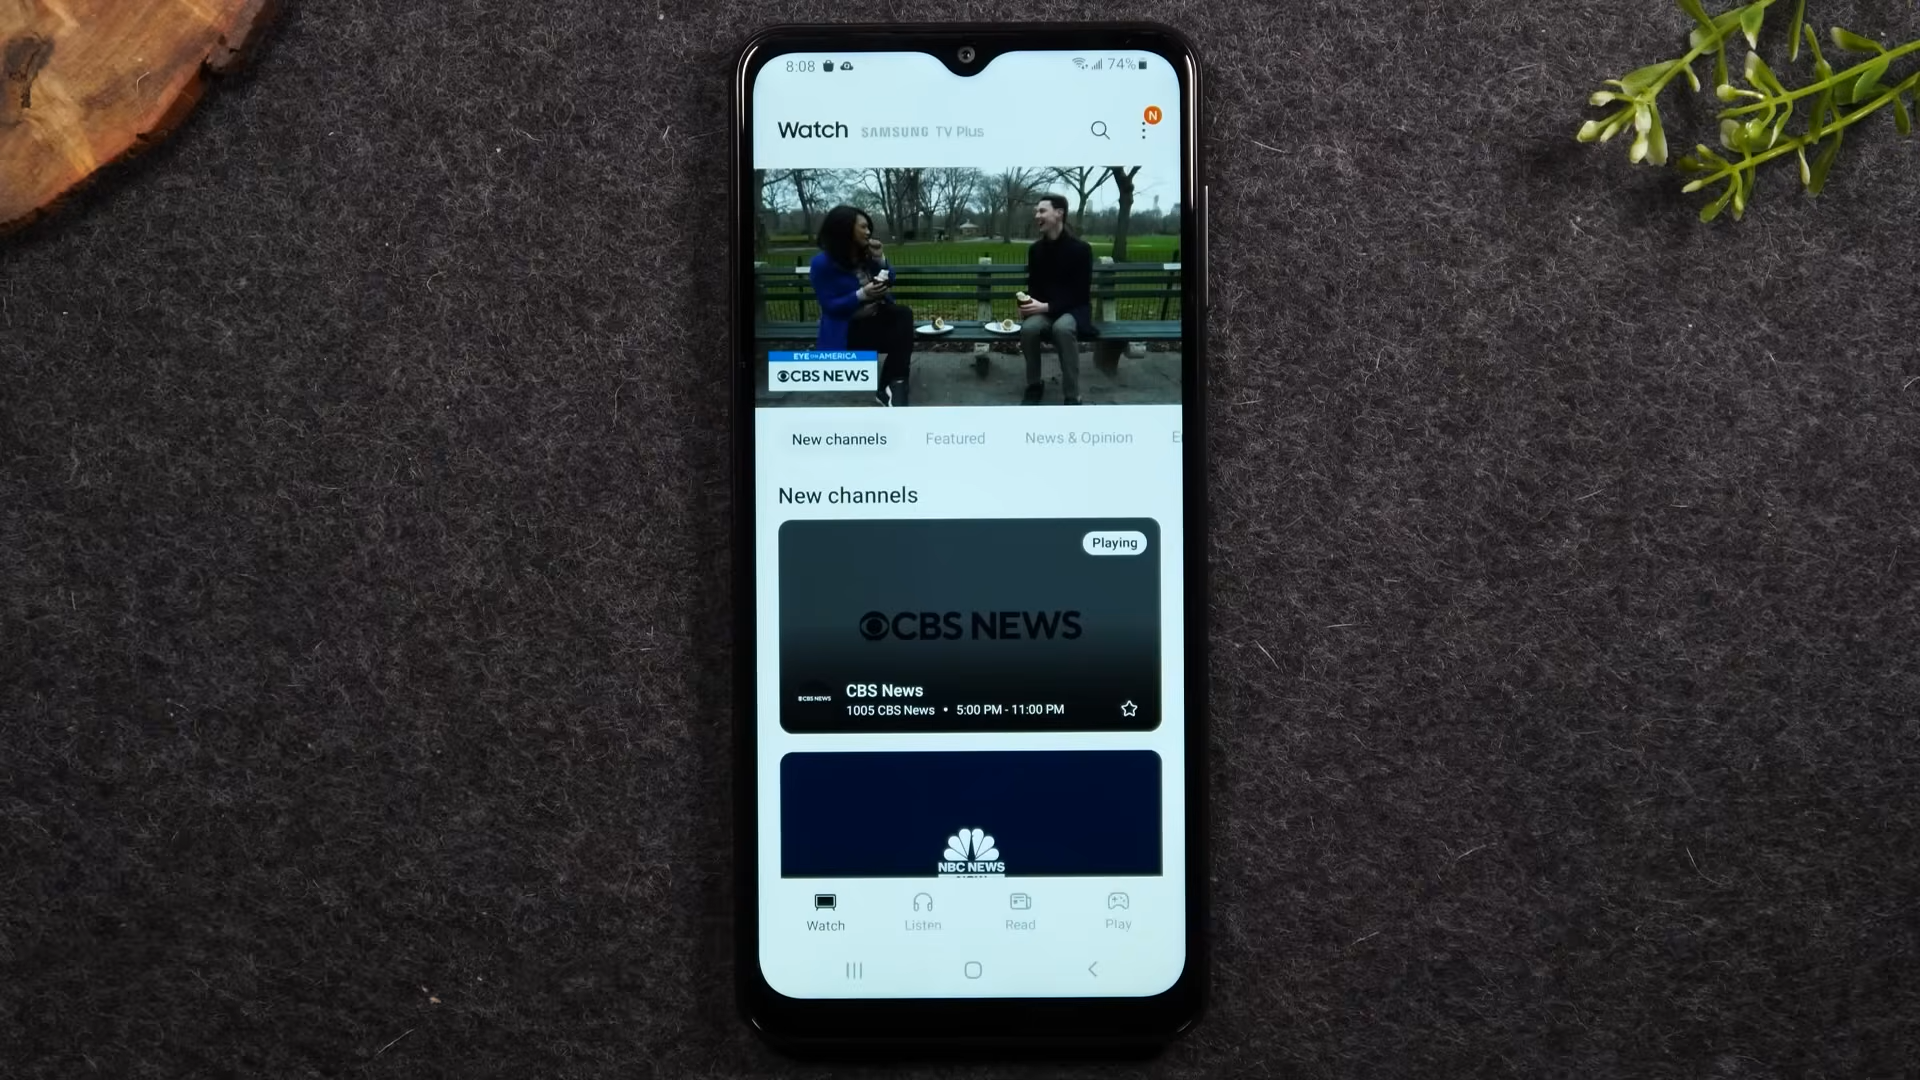 8:08
74%
N
Watch SAMSUNG TV Plus
EYE ON AMERICA
CBS NEWS
New channels Featured News & Opinion
New channels
Playing
CBS NEWS
CBS News
CBS NEWS
1005 CBS News • 5:00 PM - 11:00 PM
NBC NEWS
Watch Listen Read Play